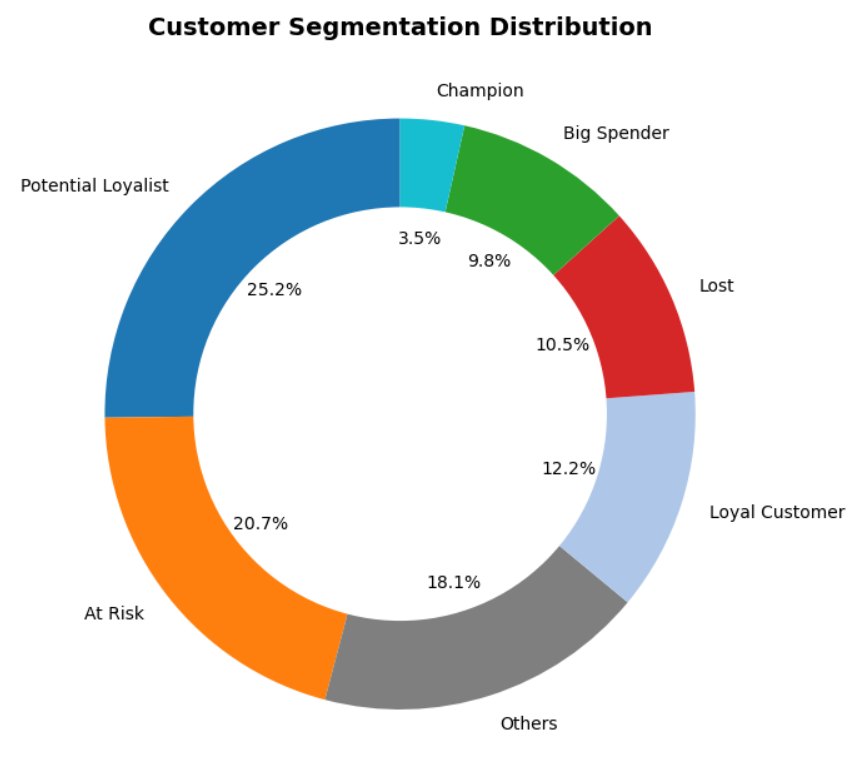 Customer Segmentation Distribution
Champion
Big Spender
Potential Loyalist
3.5%
9.8%
25.2%
Lost
10.5%
12.2%
Loyal Customer
20.7%
18.1%
At Risk
Others